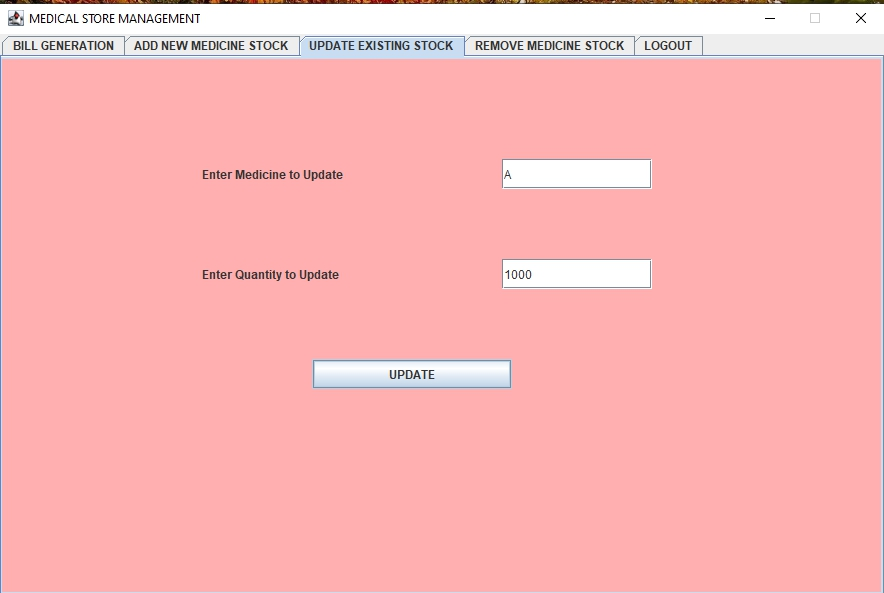 MEDICAL STORE MANAGEMENT
BILL GENERATION ADD NEW MEDICINE STOCK UPDATE EXISTING STOCK REMOVE MEDICINE STOCK LOGOUT
Enter Medicine to Update A
Enter Quantity to Update 1000
UPDATE